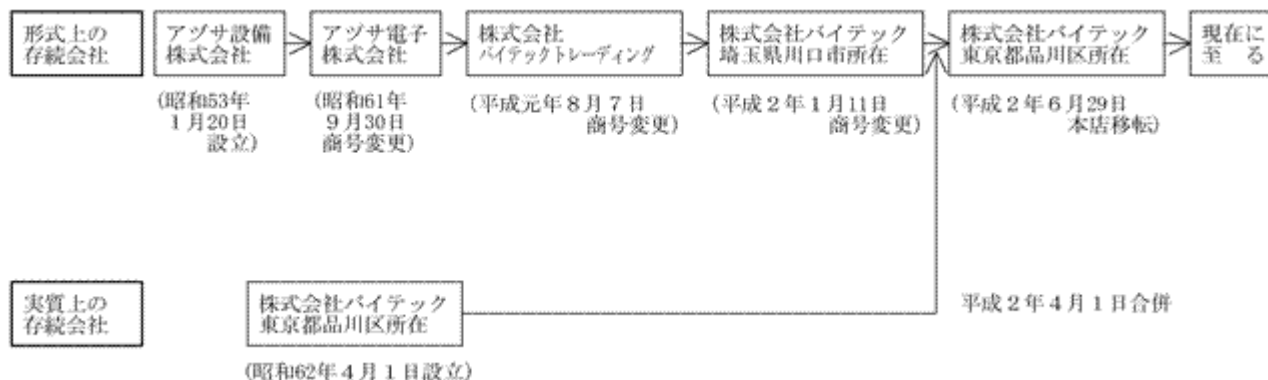 形式上の
存続会社
アヅサ設備
株式会社
アヅサ電子
株式会社
株式会社
バイテックトレーディング
株式会社バイテック
埼玉県川口市所在
株式会社バイテック
東京都品川区所在
現在に
至る
(昭和53年
1月20日
設立)
(昭和61年
9月30日
商号変更)
(平成元年8月7日
商号変更)
(平成2年1月11日
商号変更)
(平成2年6月29日
本店移転)
実質上の
存続会社
株式会社バイテック
東京都品川区所在
平成2年4月1日合併
(昭和62年4月1日設立)